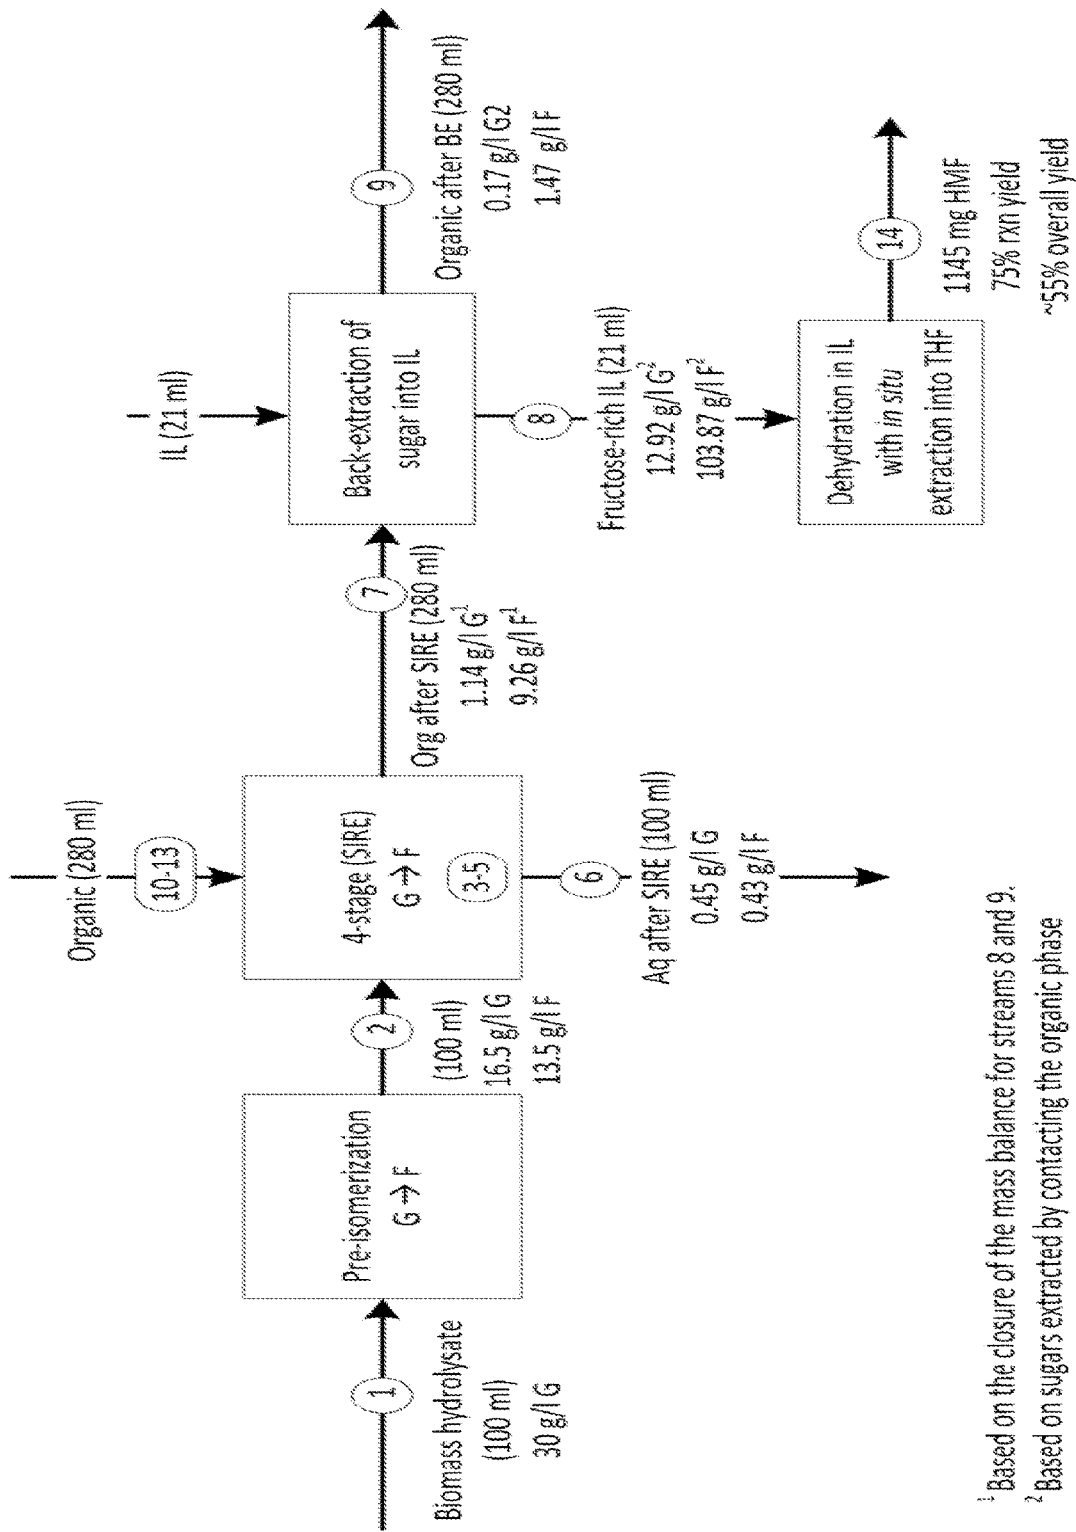 1
Biomass hydrolysate
(100 ml)
30 g/l G
Pre-isomerization
G → F
2
(100 ml)
16.5 g/l G
13.5 g/l F
Organic (280 ml)
10-13
4-stage (SIRE)
G → F
3-5
6
Aq after SIRE (100 ml)
0.45 g/l G
0.43 g/l F
7
Org after SIRE (280 ml)
1.14 g/l G¹
9.26 g/l F¹
IL (21 ml)
Back-extraction of
sugar into IL
8
Fructose-rich IL (21 ml)
12.92 g/l G²
103.87 g/l F²
9
Organic after BE (280 ml)
0.17 g/l G2
1.47 g/l F
Dehydration in IL
with in situ
extraction into THF
14
1145 mg HMF
75% rxn yield
~55% overall yield
¹ Based on the closure of the mass balance for streams 8 and 9.
² Based on sugars extracted by contacting the organic phase